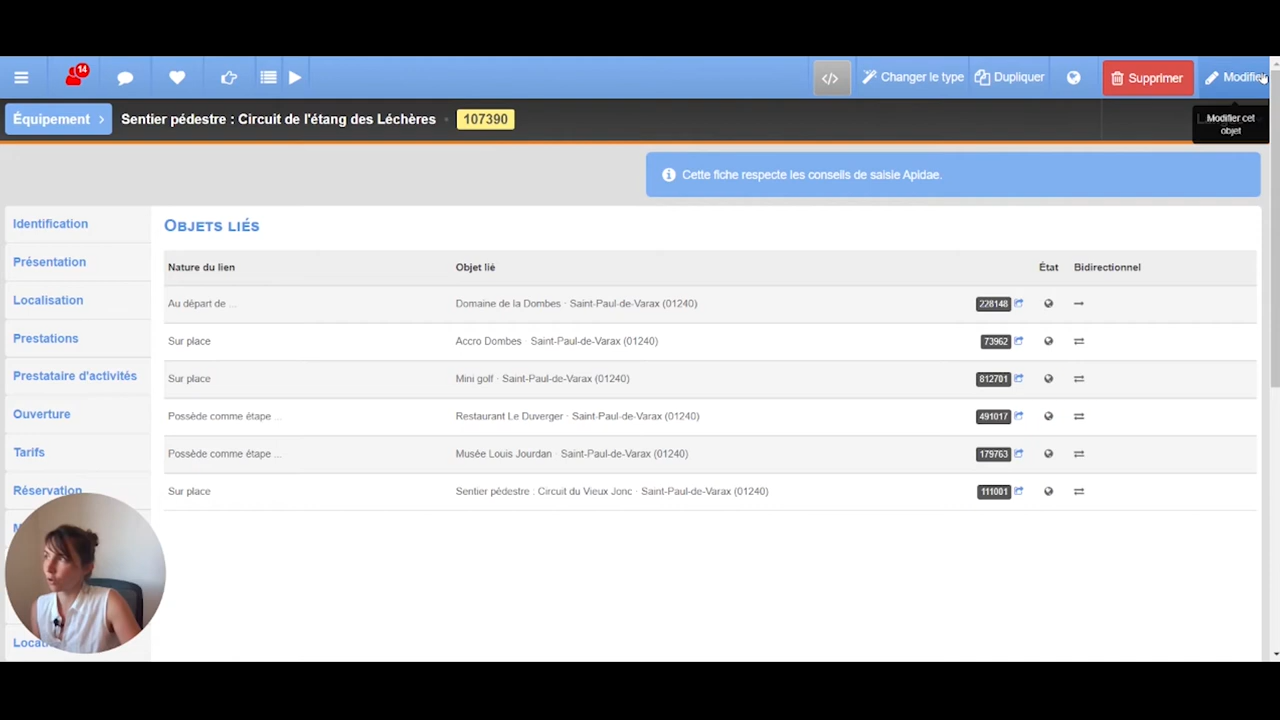 14
Changer le type
Dupliquer
Supprimer
Modifier
Équipement
Sentier pédestre : Circuit de l'étang des Léchères
107390
Modifier cet
objet
Cette fiche respecte les conseils de saisie Apidae.
Identification
Présentation
Localisation
Prestations
Prestataire d'activités
Ouverture
Tarifs
Réservation
Objets liés
Nature du lien Objet lié État Bidirectionnel
Au départ de ... Domaine de la Dombes · Saint-Paul-de-Varax (01240) 228148
Sur place Accro Dombes · Saint-Paul-de-Varax (01240) 73962
Sur place Mini golf · Saint-Paul-de-Varax (01240) 812701
Possède comme étape ... Restaurant Le Duverger · Saint-Paul-de-Varax (01240) 491017
Possède comme étape ... Musée Louis Jourdan · Saint-Paul-de-Varax (01240) 179763
Sur place Sentier pédestre : Circuit du Vieux Jonc · Saint-Paul-de-Varax (01240) 111001